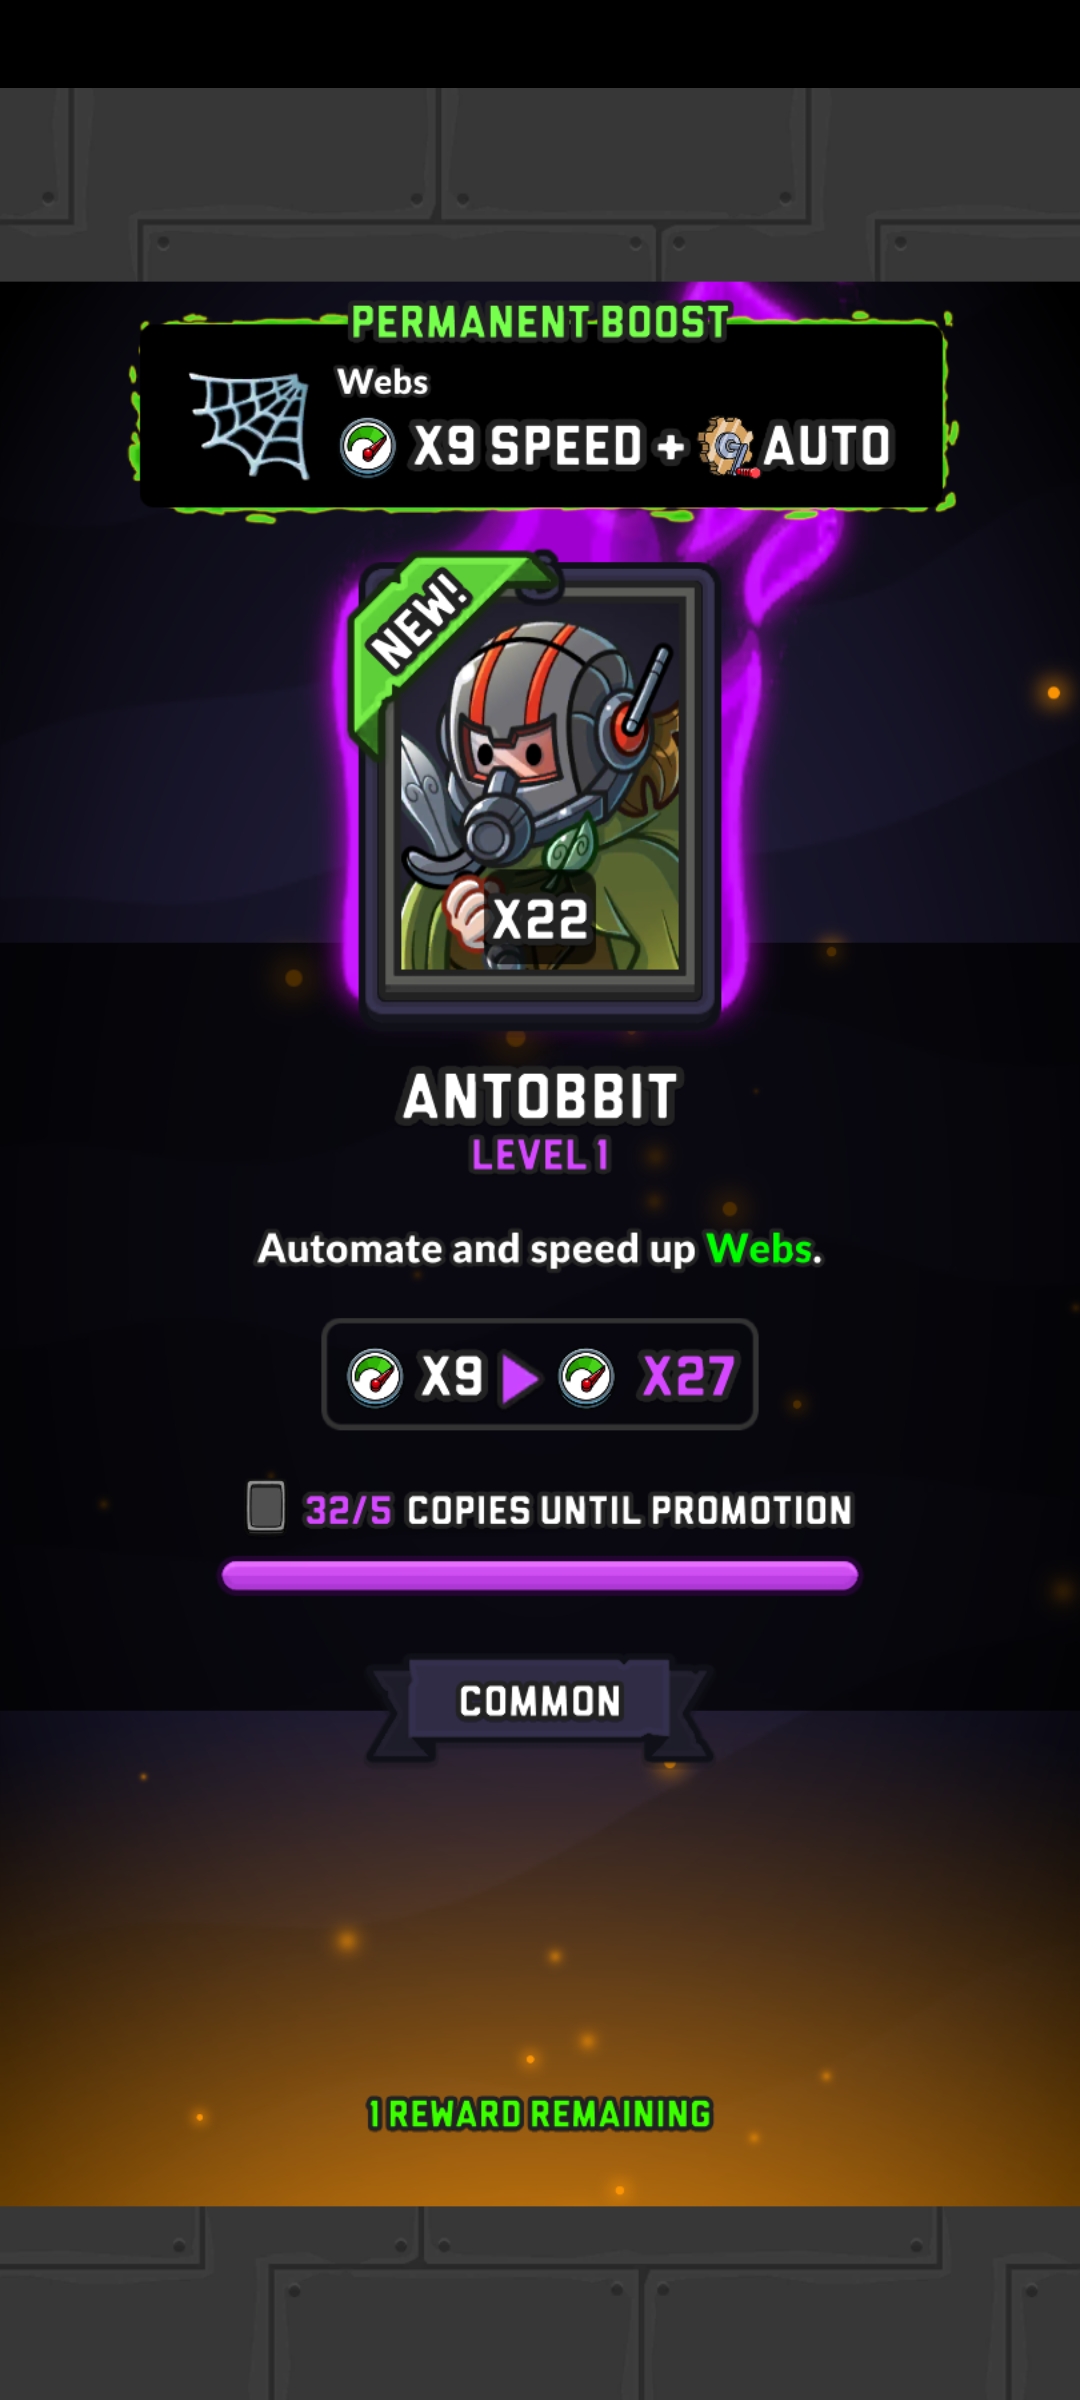 PERMANENT BOOST
Webs
X9 SPEED + AUTO
NEW!
X22
ANTOBBIT
LEVEL 1
Automate and speed up Webs.
X9 X27
32/5 COPIES UNTIL PROMOTION
COMMON
1 REWARD REMAINING